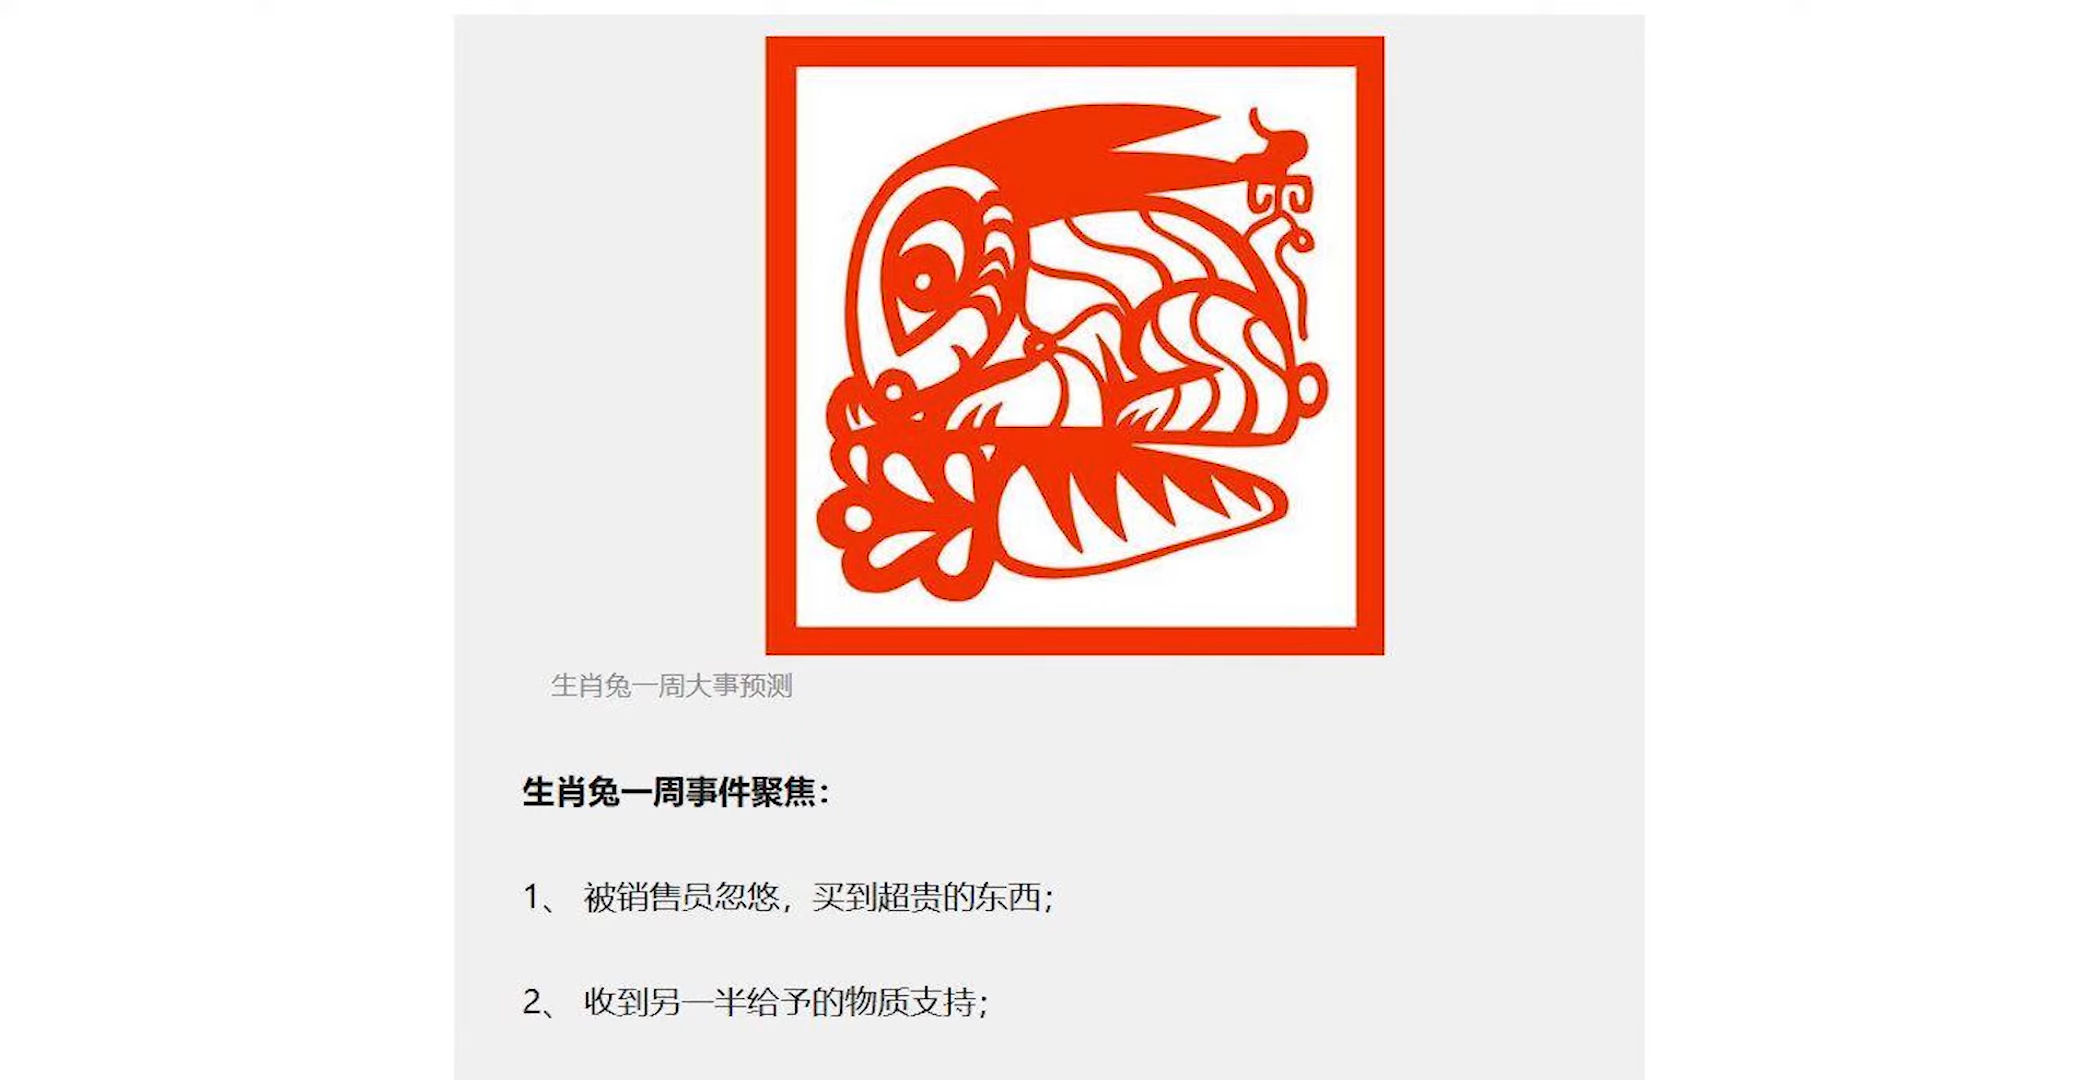 生肖兔一周大事预测
生肖兔一周事件聚焦：
1、 被销售员忽悠，买到超贵的东西；
2、 收到另一半给予的物质支持；